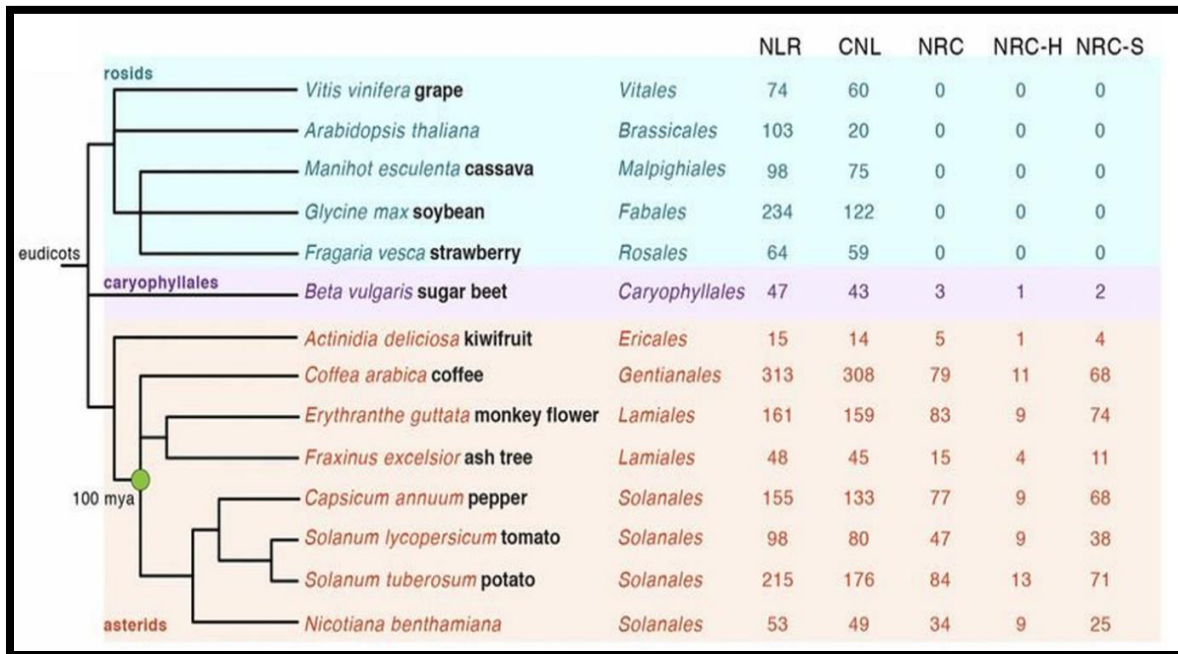 NLR CNL NRC NRC-H NRC-S
rosids
Vitis vinifera grape Vitales 74 60 0 0 0
Arabidopsis thaliana Brassicales 103 20 0 0 0
Manihot esculenta cassava Malpighiales 98 75 0 0 0
Glycine max soybean Fabales 234 122 0 0 0
eudicots
Fragaria vesca strawberry Rosales 64 59 0 0 0
caryophyllales
Beta vulgaris sugar beet Caryophyllales 47 43 3 1 2
Actinidia deliciosa kiwifruit Ericales 15 14 5 1 4
Coffea arabica coffee Gentianales 313 308 79 11 68
Erythranthe guttata monkey flower Lamiales 161 159 83 9 74
Fraxinus excelsior ash tree Lamiales 48 45 15 4 11
100 mya
Capsicum annuum pepper Solanales 155 133 77 9 68
Solanum lycopersicum tomato Solanales 98 80 47 9 38
Solanum tuberosum potato Solanales 215 176 84 13 71
asterids
Nicotiana benthamiana Solanales 53 49 34 9 25